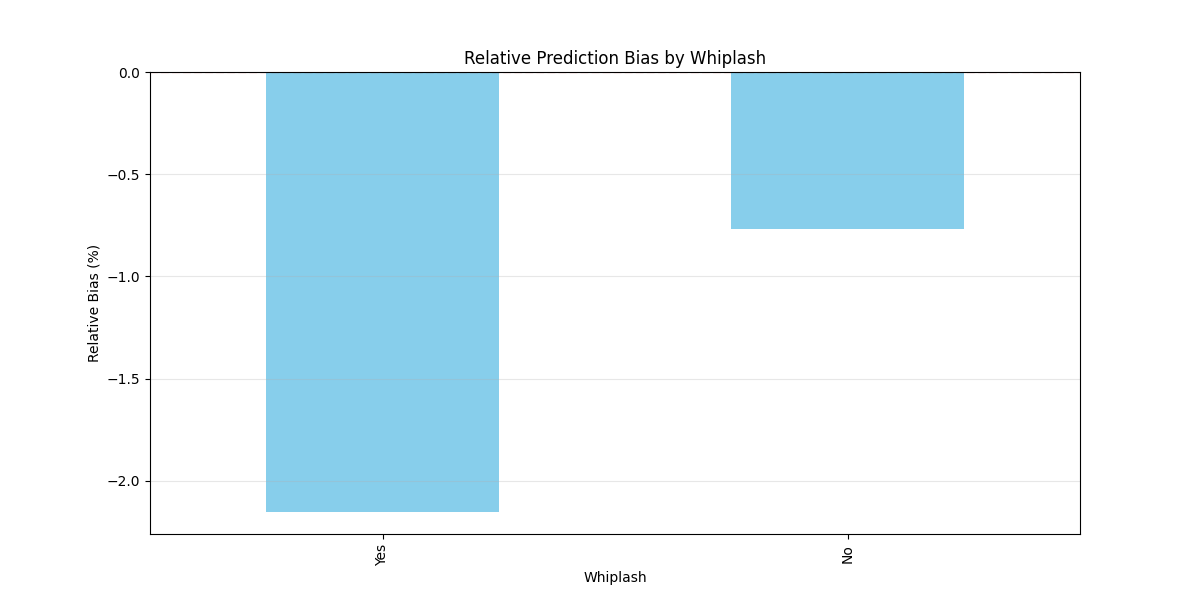 Relative Prediction Bias by Whiplash
0.0
−0.5
−1.0
−1.5
−2.0
Relative Bias (%)
Yes
No
Whiplash